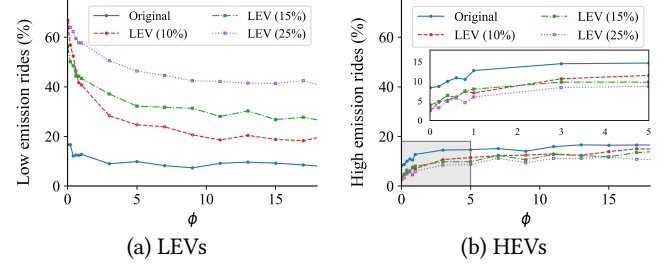 Low emission rides (%)
60
40
20
0
0
5
10
15
ϕ
Original
LEV (10%)
LEV (15%)
LEV (25%)
(a) LEVs
High emission rides (%)
60
40
20
0
0
5
10
15
ϕ
Original
LEV (10%)
LEV (15%)
LEV (25%)
15
10
5
0
0
1
2
3
4
5
(b) HEVs